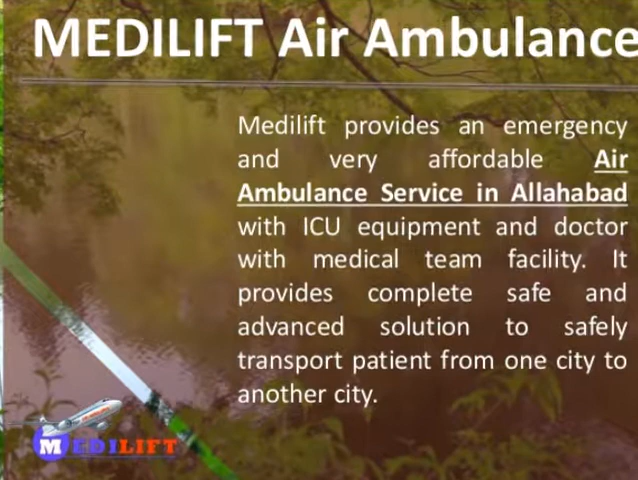 MEDILIFT Air Ambulance
Medilift provides an emergency
and very affordable Air
Ambulance Service in Allahabad
with ICU equipment and doctor
with medical team facility. It
provides complete safe and
advanced solution to safely
transport patient from one city to
another city.
MEDILIFT